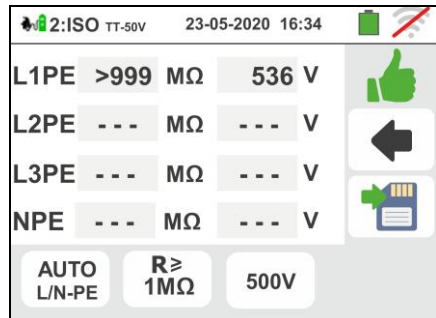 2:ISO TT-50V 23-05-2020 16:34
L1PE >999 MΩ 536 V
L2PE --- MΩ --- V
L3PE --- MΩ --- V
NPE --- MΩ --- V
AUTO L/N-PE R≥ 1MΩ 500V